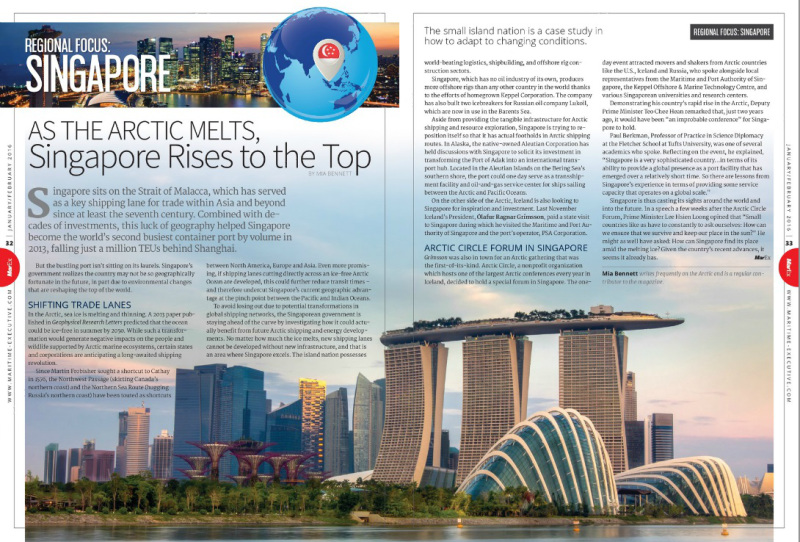 REGIONAL FOCUS:
SINGAPORE
AS THE ARCTIC MELTS,
Singapore Rises to the Top
BY MIA BENNETT
Singapore sits on the Strait of Malacca, which has served
as a key shipping lane for trade within Asia and beyond
since at least the seventh century. Combined with de-
cades of investments, this luck of geography helped Singapore
become the world's second busiest container port by volume in
2013, falling just a million TEUs behind Shanghai.
But the bustling port isn't sitting on its laurels. Singapore's
government realizes the country may not be so geographically
fortunate in the future, in part due to environmental changes
that are reshaping the top of the world.
SHIFTING TRADE LANES
In the Arctic, sea ice is melting and thinning. A 2013 paper pub-
lished in Geophysical Research Letters predicted that the ocean
could be ice-free in summer by 2050. While such a transfor-
mation would generate negative impacts on the people and
wildlife supported by Arctic marine ecosystems, certain states
and corporations are anticipating a long-awaited shipping
revolution.
Since Martin Frobisher sought a shortcut to Cathay
in 1576, the Northwest Passage (skirting Canada's
northern coast) and the Northern Sea Route (hugging
Russia's northern coast) have been touted as shortcuts
between North America, Europe and Asia. Even more promis-
ing, if shipping lanes cutting directly across an ice-free Arctic
Ocean are developed, this could further reduce transit times –
and therefore undercut Singapore's current geographic advan-
tage at the pinch point between the Pacific and Indian Oceans.
To avoid losing out due to potential transformations in
global shipping networks, the Singaporean government is
staying ahead of the curve by investigating how it could actu-
ally benefit from future Arctic shipping and energy develop-
ments. No matter how much the ice melts, new shipping lanes
cannot be developed without new infrastructure, and that is
an area where Singapore excels. The island nation possesses
JANUARY/FEBRUARY 2016
32
MarEx
WWW.MARITIME-EXECUTIVE.COM
The small island nation is a case study in
how to adapt to changing conditions.
REGIONAL FOCUS: SINGAPORE
world-beating logistics, shipbuilding, and offshore rig con-
struction sectors.
Singapore, which has no oil industry of its own, produces
more offshore rigs than any other country in the world thanks
to the efforts of homegrown Keppel Corporation. The company
has also built two icebreakers for Russian oil company Lukoil,
which are now in use in the Barents Sea.
Aside from providing the tangible infrastructure for Arctic
shipping and resource exploration, Singapore is trying to re-
position itself so that it has actual footholds in Arctic shipping
routes. In Alaska, the native-owned Aleutian Corporation has
held discussions with Singapore to solicit its investment in
transforming the Port of Adak into an international trans-
port hub. Located in the Aleutian Islands on the Bering Sea's
southern shore, the port could one day serve as a transship-
ment facility and oil-and-gas service center for ships sailing
between the Arctic and Pacific Oceans.
On the other side of the Arctic, Iceland is also looking to
Singapore for inspiration and investment. Last November
Iceland's President, Ólafur Ragnar Grímsson, paid a state visit
to Singapore during which he visited the Maritime and Port Au-
thority of Singapore and the port's operator, PSA Corporation.
ARCTIC CIRCLE FORUM IN SINGAPORE
Grímsson was also in town for an Arctic gathering that was
the first-of-its-kind. Arctic Circle, a nonprofit organization
which hosts one of the largest Arctic conferences every year in
Iceland, decided to hold a special forum in Singapore. The one-
day event attracted movers and shakers from Arctic countries
like the U.S., Iceland and Russia, who spoke alongside local
representatives from the Maritime and Port Authority of Sin-
gapore, the Keppel Offshore & Marine Technology Centre, and
various Singaporean universities and research centers.
Demonstrating his country's rapid rise in the Arctic, Deputy
Prime Minister Teo Chee Hean remarked that, just two years
ago, it would have been "an improbable conference" for Singa-
pore to hold.
Paul Berkman, Professor of Practice in Science Diplomacy
at the Fletcher School at Tufts University, was one of several
academics who spoke. Reflecting on the event, he explained,
"Singapore is a very sophisticated country...in terms of its
ability to provide a global presence as a port facility that has
emerged over a relatively short time. So there are lessons from
Singapore's experience in terms of providing some service
capacity that operates on a global scale."
Singapore is thus casting its sights around the world and
into the future. In a speech a few weeks after the Arctic Circle
Forum, Prime Minister Lee Hsien Loong opined that "Small
countries like us have to constantly to ask ourselves: How can
we ensure that we survive and keep our place in the sun?" He
might as well have asked: How can Singapore find its place
amid the melting ice? Given the country's recent advances, it
seems it already has. MarEx
Mia Bennett writes frequently on the Arctic and is a regular con-
tributor to the magazine.
JANUARY/FEBRUARY 2016
33
MarEx
WWW.MARITIME-EXECUTIVE.COM